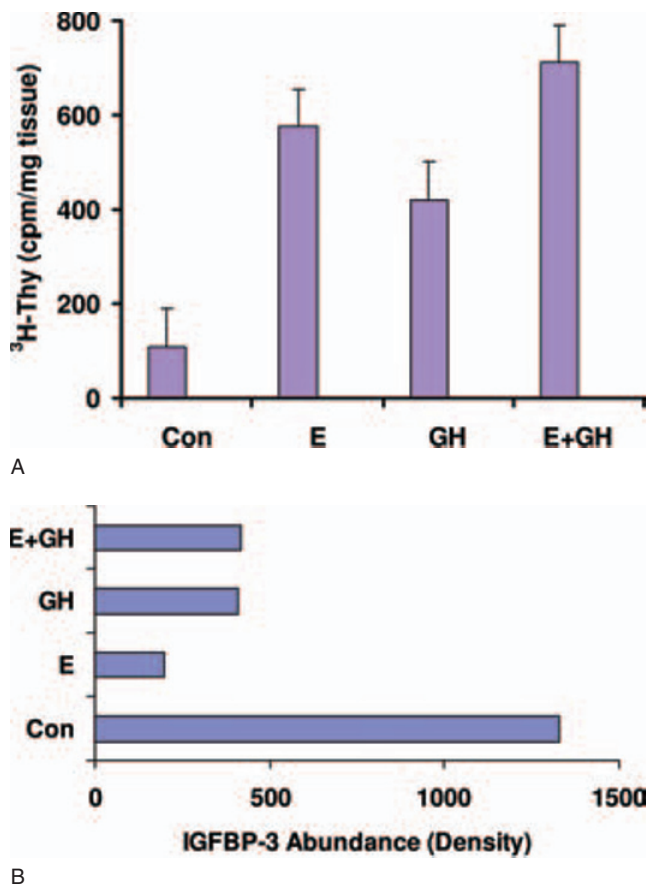 800
600
400
200
0
³H-Thy (cpm/mg tissue)
Con E GH E+GH
A
E+GH
GH
E
Con
0 500 1000 1500
IGFBP-3 Abundance (Density)
B